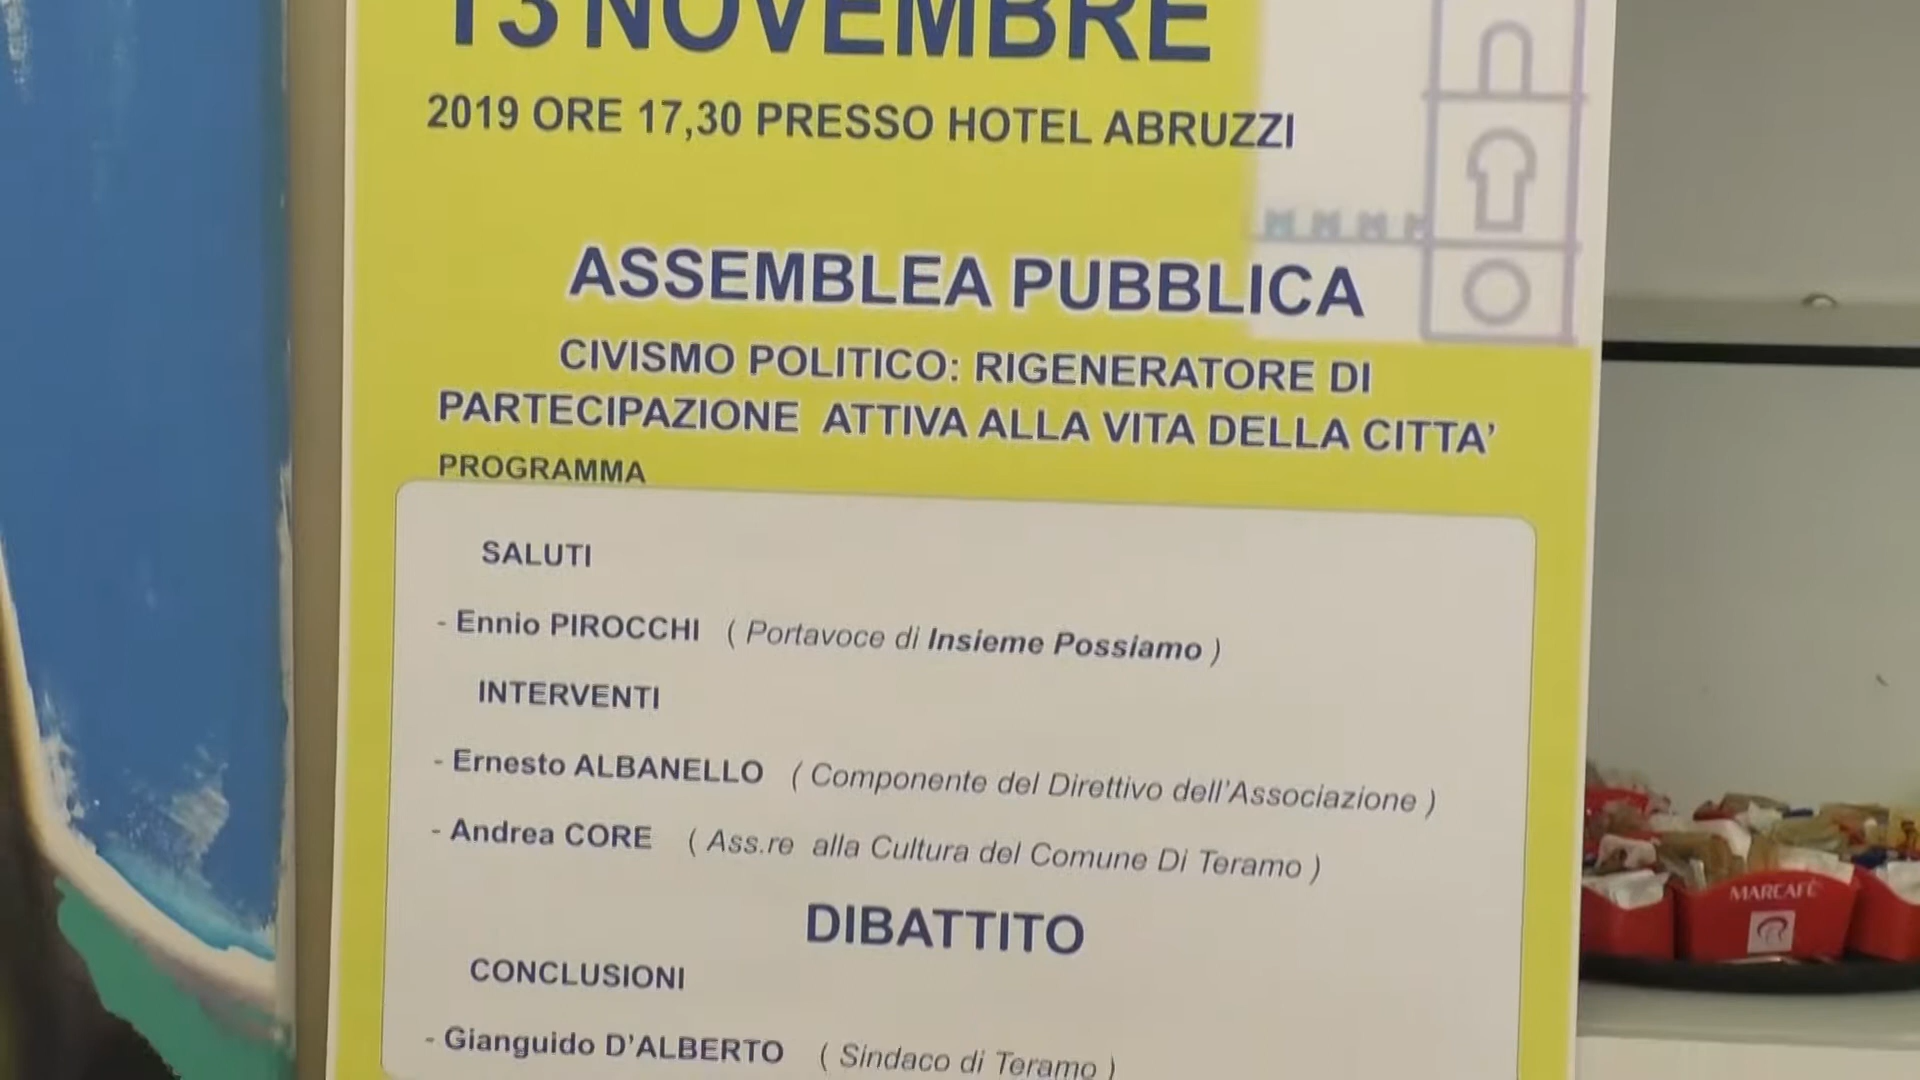 13 NOVEMBRE
2019 ORE 17,30 PRESSO HOTEL ABRUZZI
ASSEMBLEA PUBBLICA
CIVISMO POLITICO: RIGENERATORE DI
PARTECIPAZIONE ATTIVA ALLA VITA DELLA CITTA'
PROGRAMMA
SALUTI
- Ennio PIROCCHI ( Portavoce di Insieme Possiamo )
INTERVENTI
- Ernesto ALBANELLO ( Componente del Direttivo dell'Associazione )
- Andrea CORE ( Ass.re alla Cultura del Comune Di Teramo )
DIBATTITO
CONCLUSIONI
- Gianguido D'ALBERTO ( Sindaco di Teramo )
MARCAFÈ